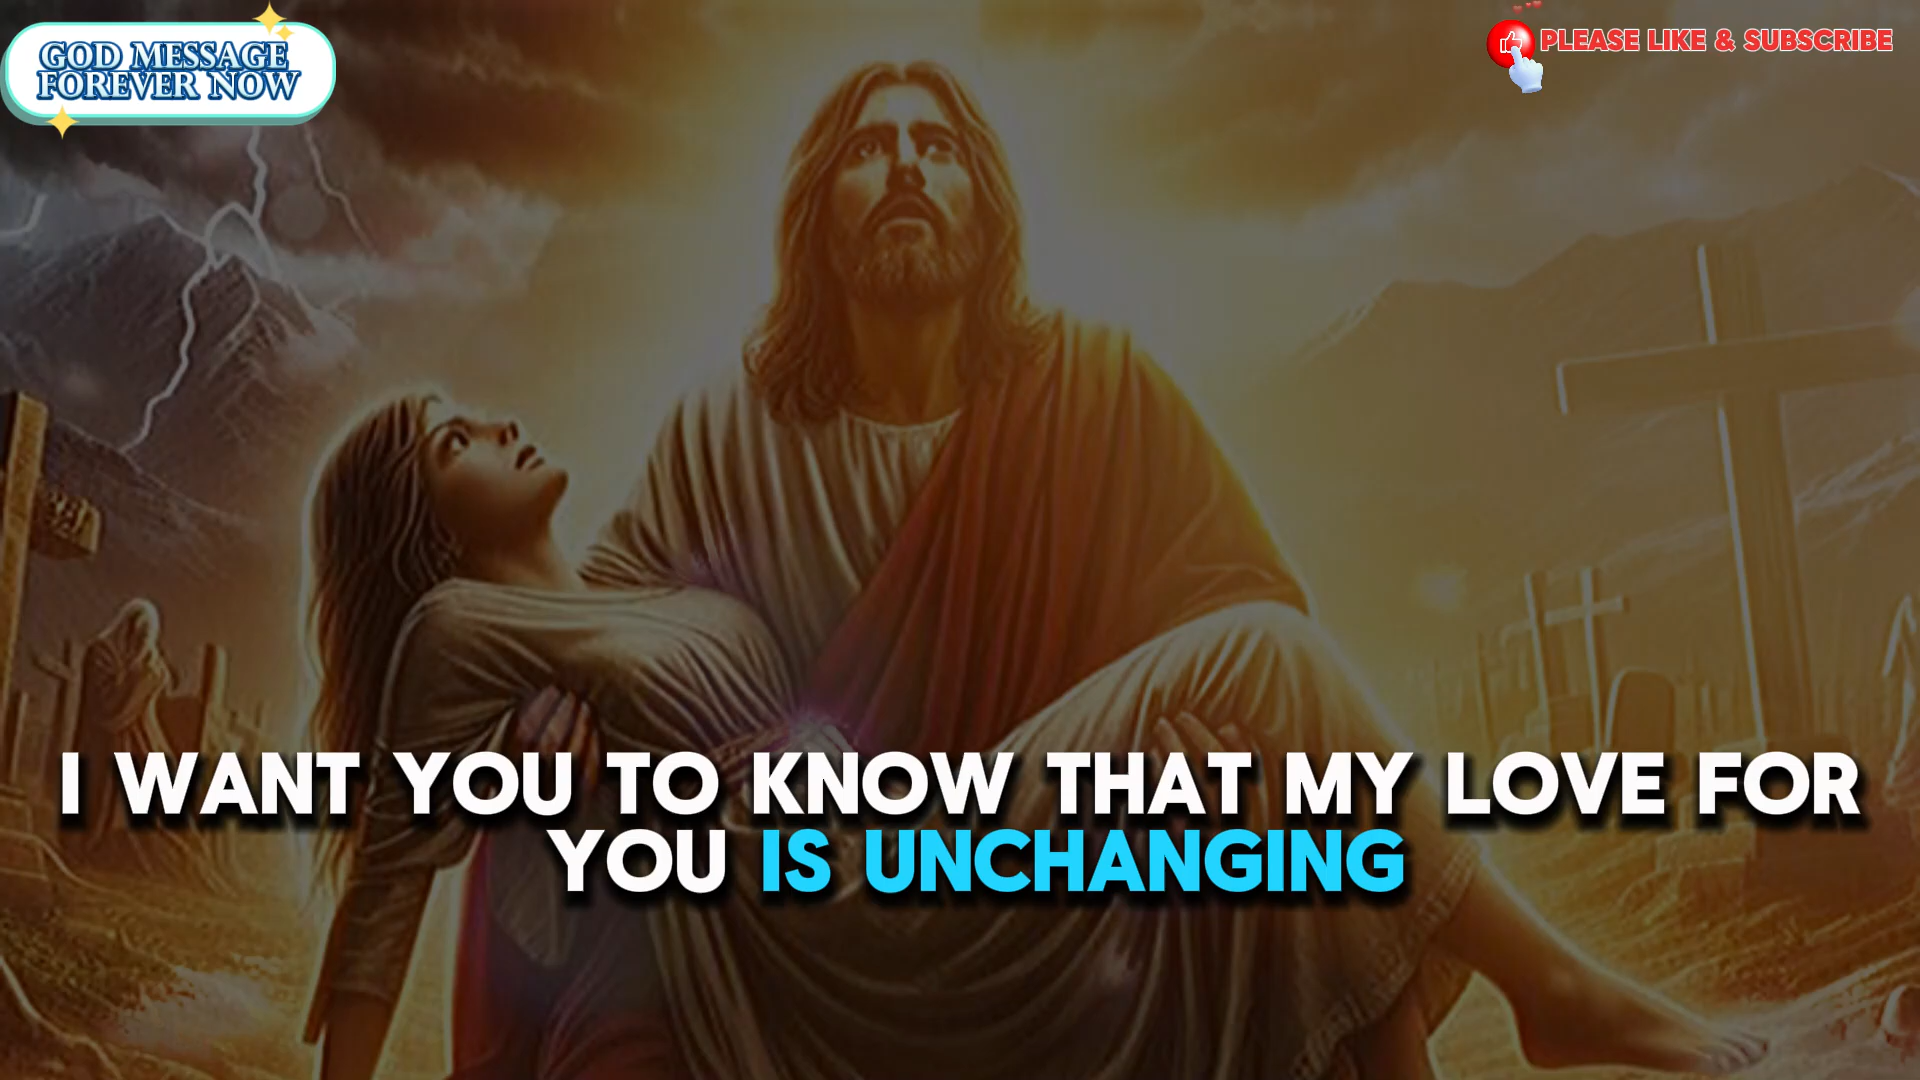 GOD MESSAGE
FOREVER NOW
PLEASE LIKE & SUBSCRIBE
I WANT YOU TO KNOW THAT MY LOVE FOR
YOU IS UNCHANGING